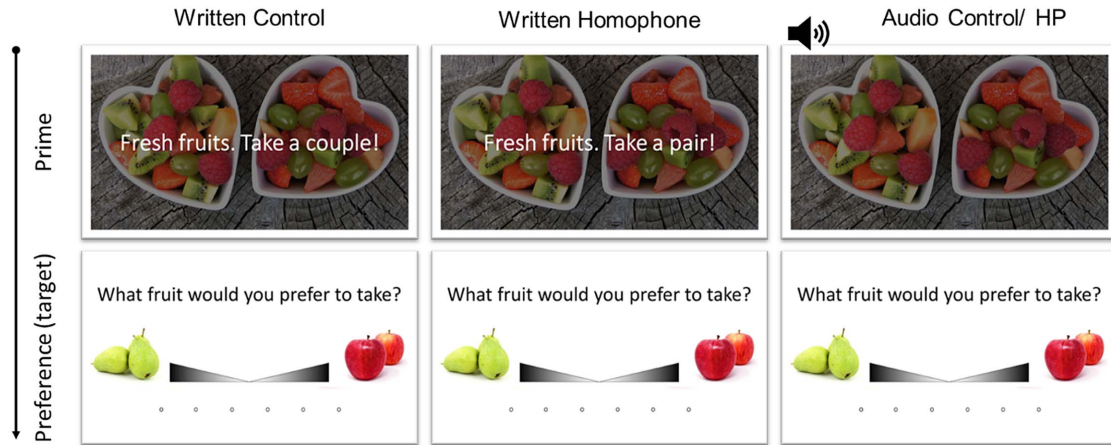 Written Control
Written Homophone
Audio Control/ HP
Prime
Fresh fruits. Take a couple!
Fresh fruits. Take a pair!
Preference (target)
What fruit would you prefer to take?
What fruit would you prefer to take?
What fruit would you prefer to take?